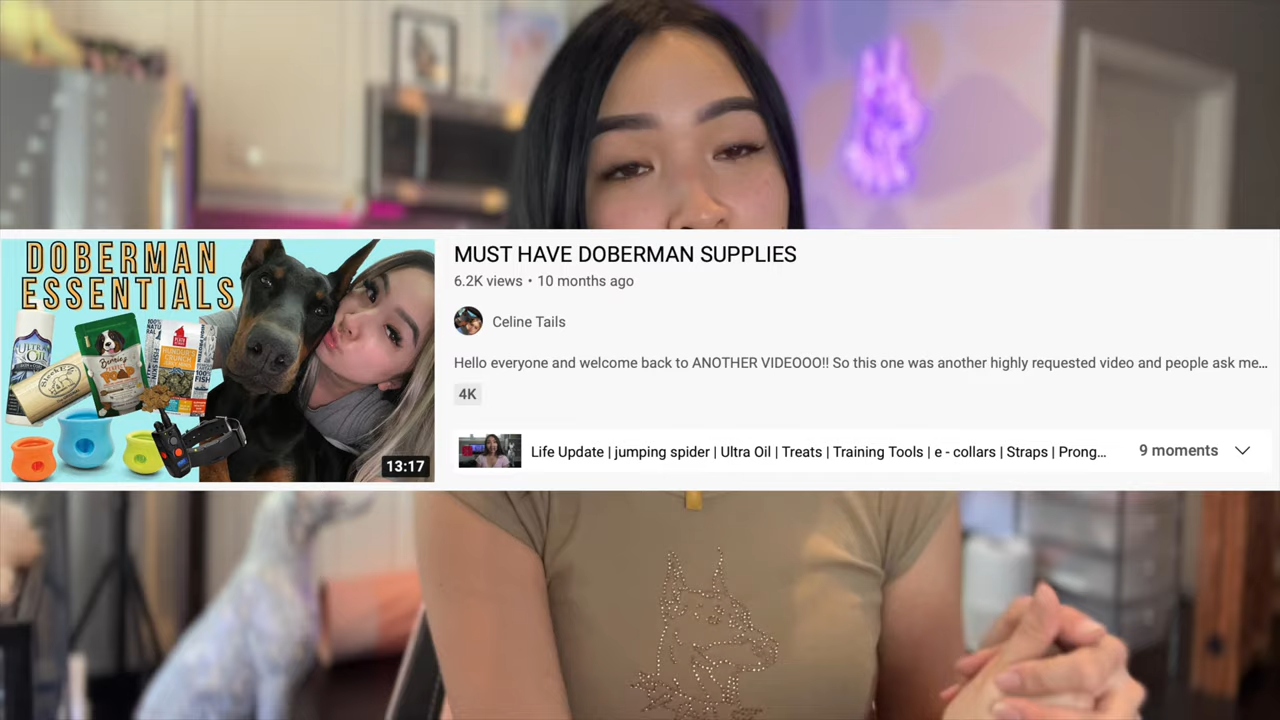 DOBERMAN
ESSENTIALS
13:17
MUST HAVE DOBERMAN SUPPLIES
6.2K views • 10 months ago
Celine Tails
Hello everyone and welcome back to ANOTHER VIDEOOO!! So this one was another highly requested video and people ask me...
4K
Life Update | jumping spider | Ultra Oil | Treats | Training Tools | e - collars | Straps | Prong...
9 moments